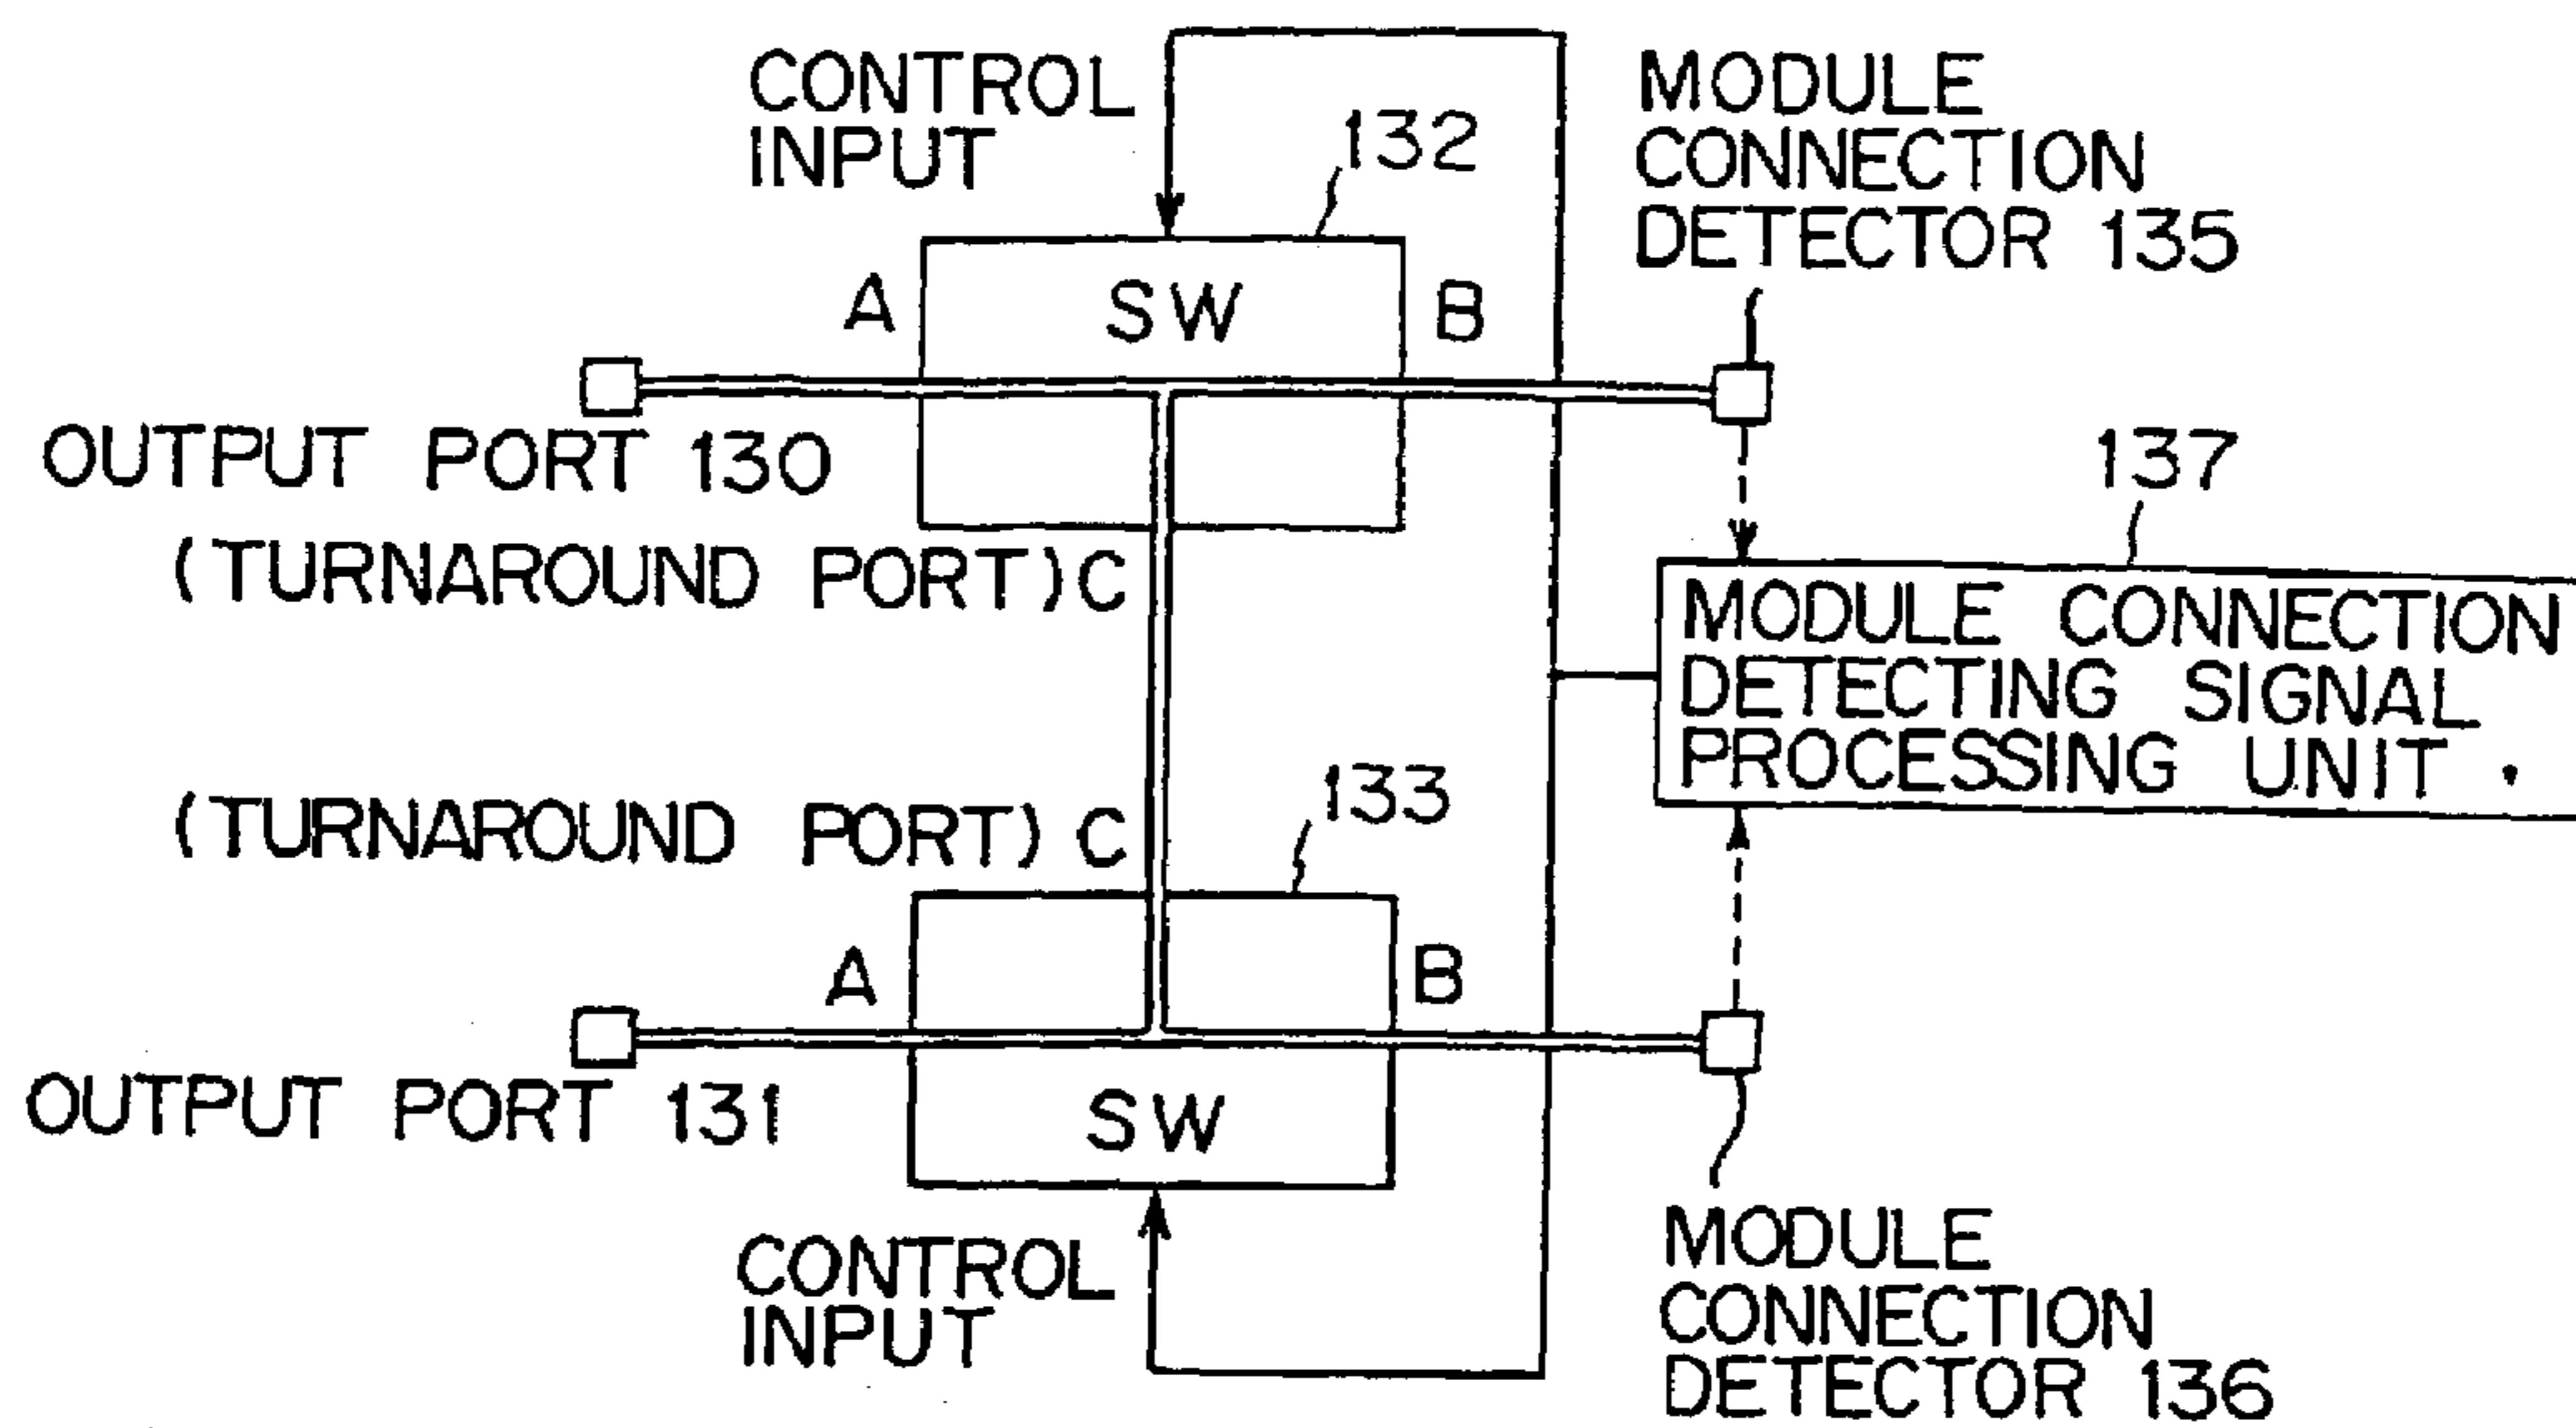 CONTROL
INPUT
132
MODULE
CONNECTION
DETECTOR 135
A
SW
B
OUTPUT PORT 130
(TURNAROUND PORT) C
137
MODULE CONNECTION
DETECTING SIGNAL
PROCESSING UNIT
(TURNAROUND PORT) C
133
A
B
OUTPUT PORT 131
SW
CONTROL
INPUT
MODULE
CONNECTION
DETECTOR 136